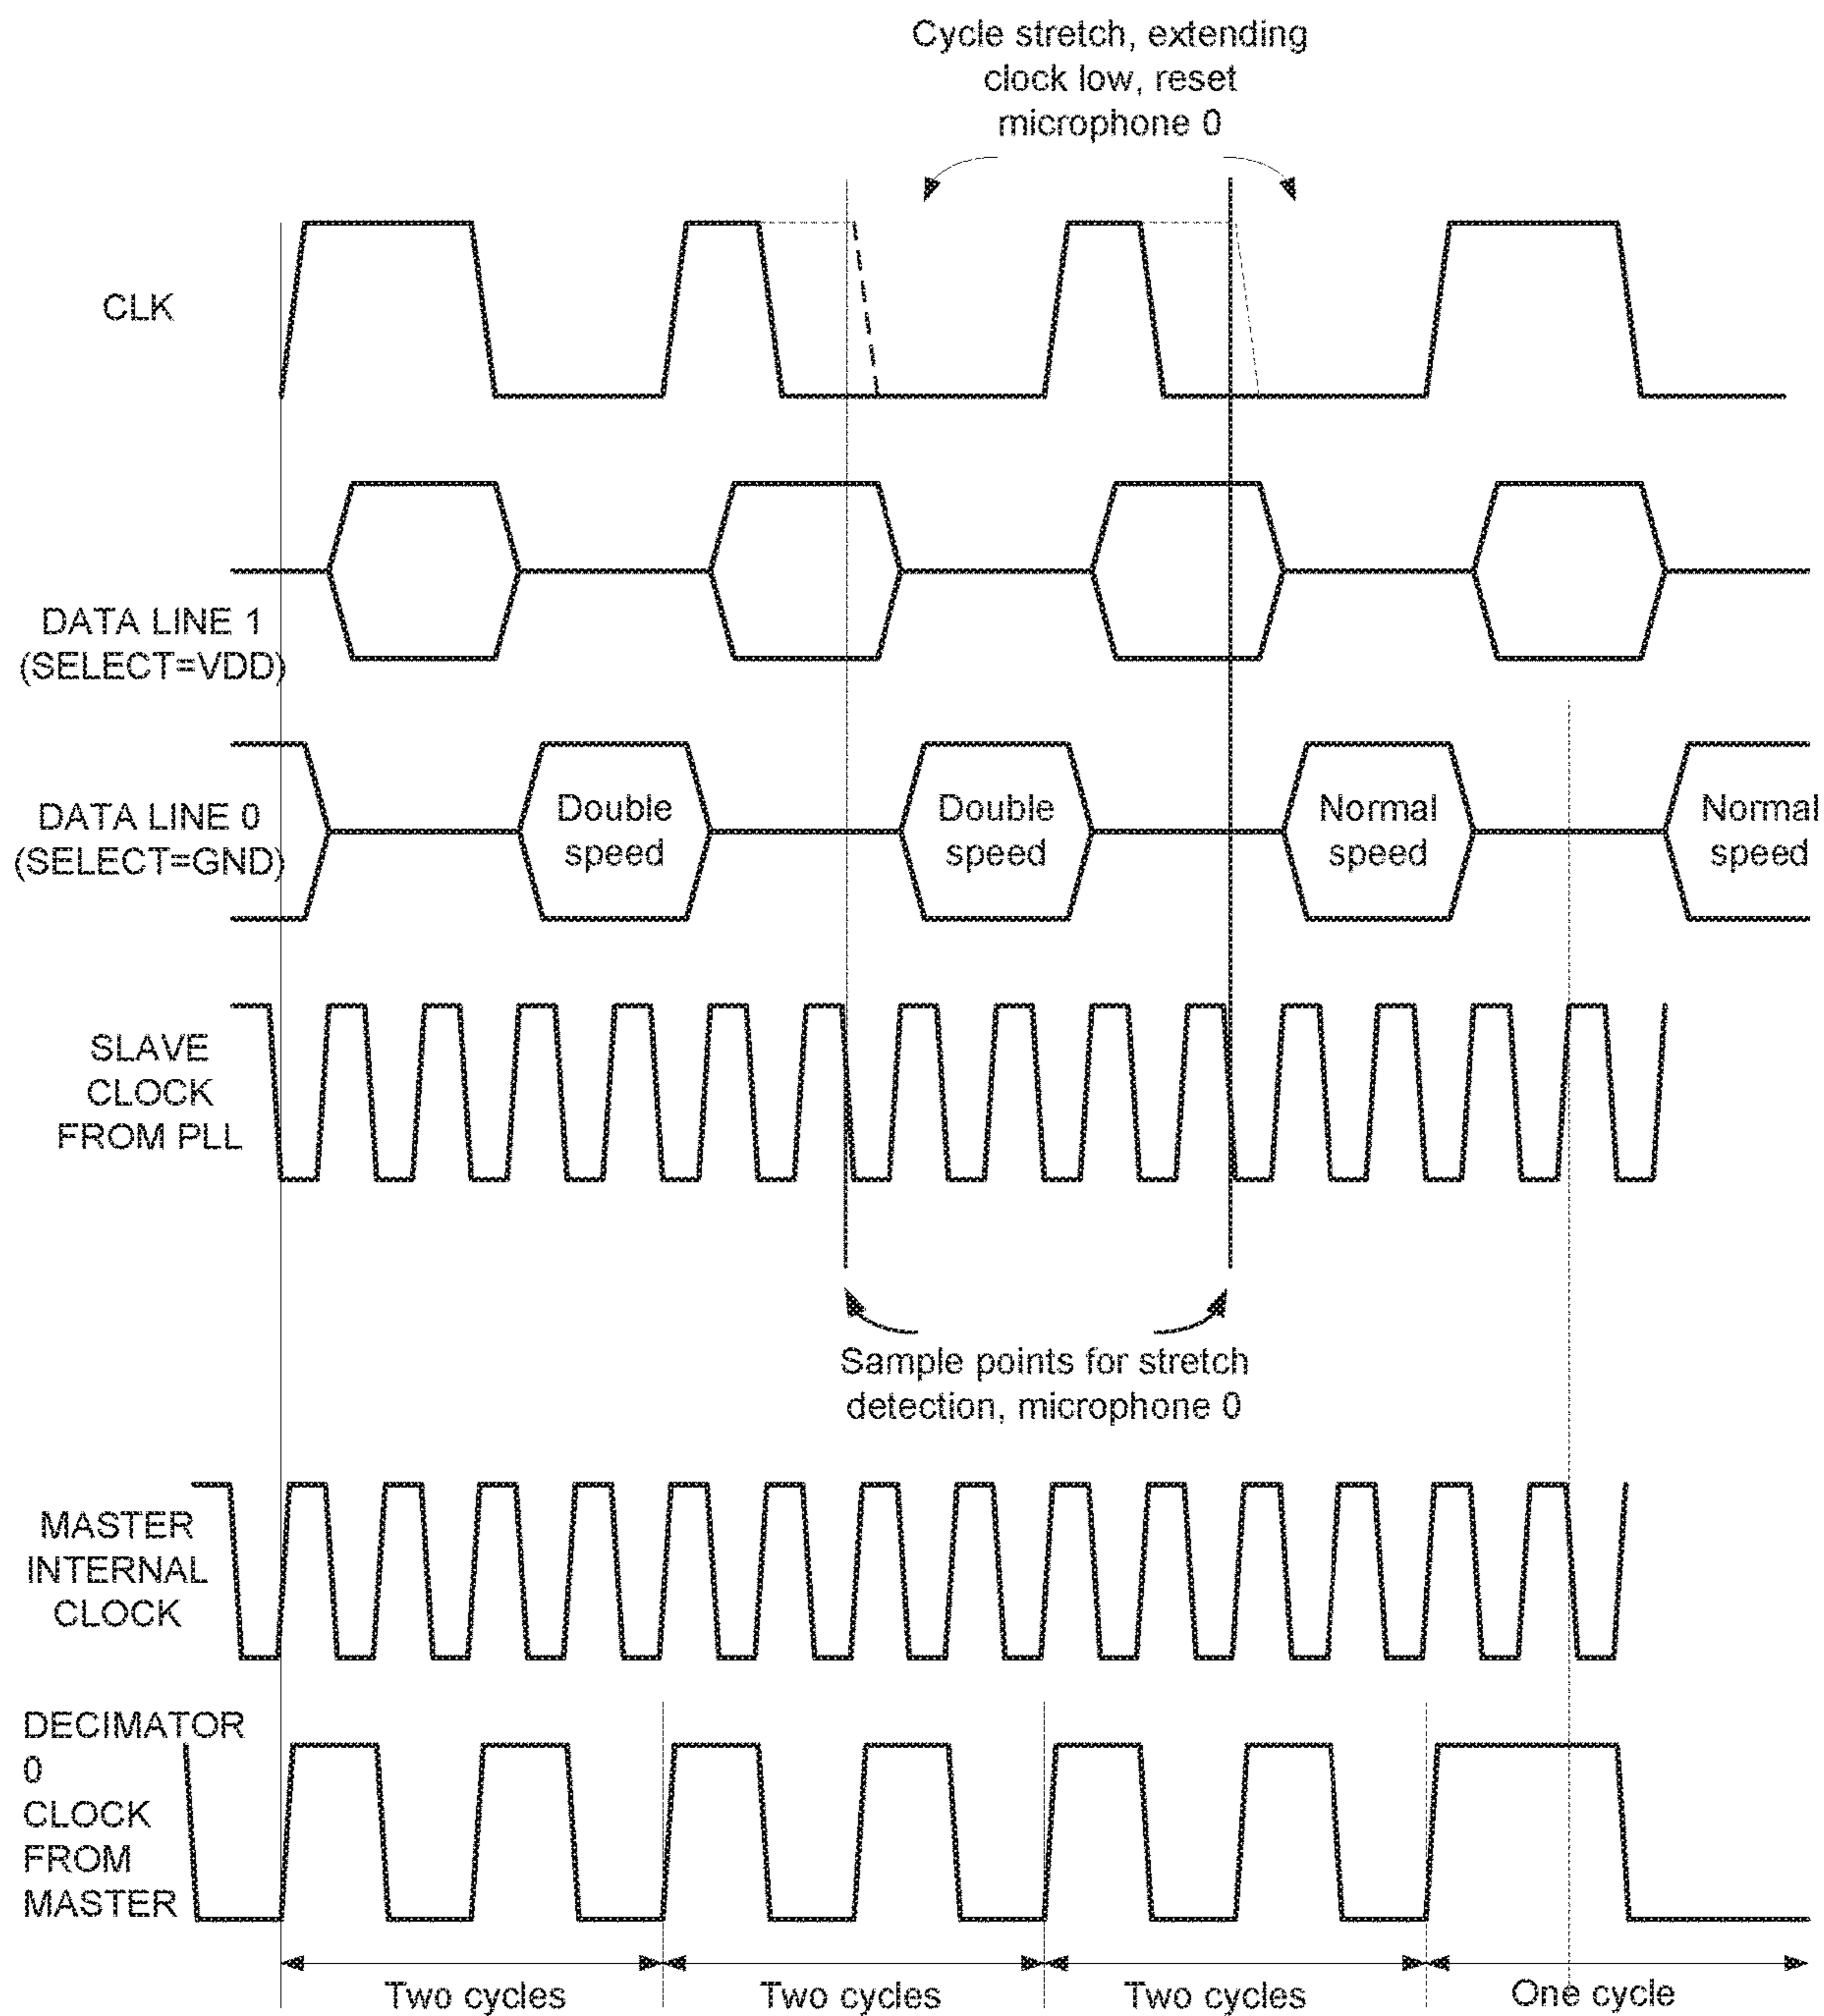 Cycle stretch, extending
clock low, reset
microphone 0
CLK
DATA LINE 1
(SELECT=VDD)
DATA LINE 0
(SELECT=GND)
Double
speed
Double
speed
Normal
speed
Normal
speed
SLAVE
CLOCK
FROM PLL
Sample points for stretch
detection, microphone 0
MASTER
INTERNAL
CLOCK
DECIMATOR
0
CLOCK
FROM
MASTER
Two cycles
Two cycles
Two cycles
One cycle